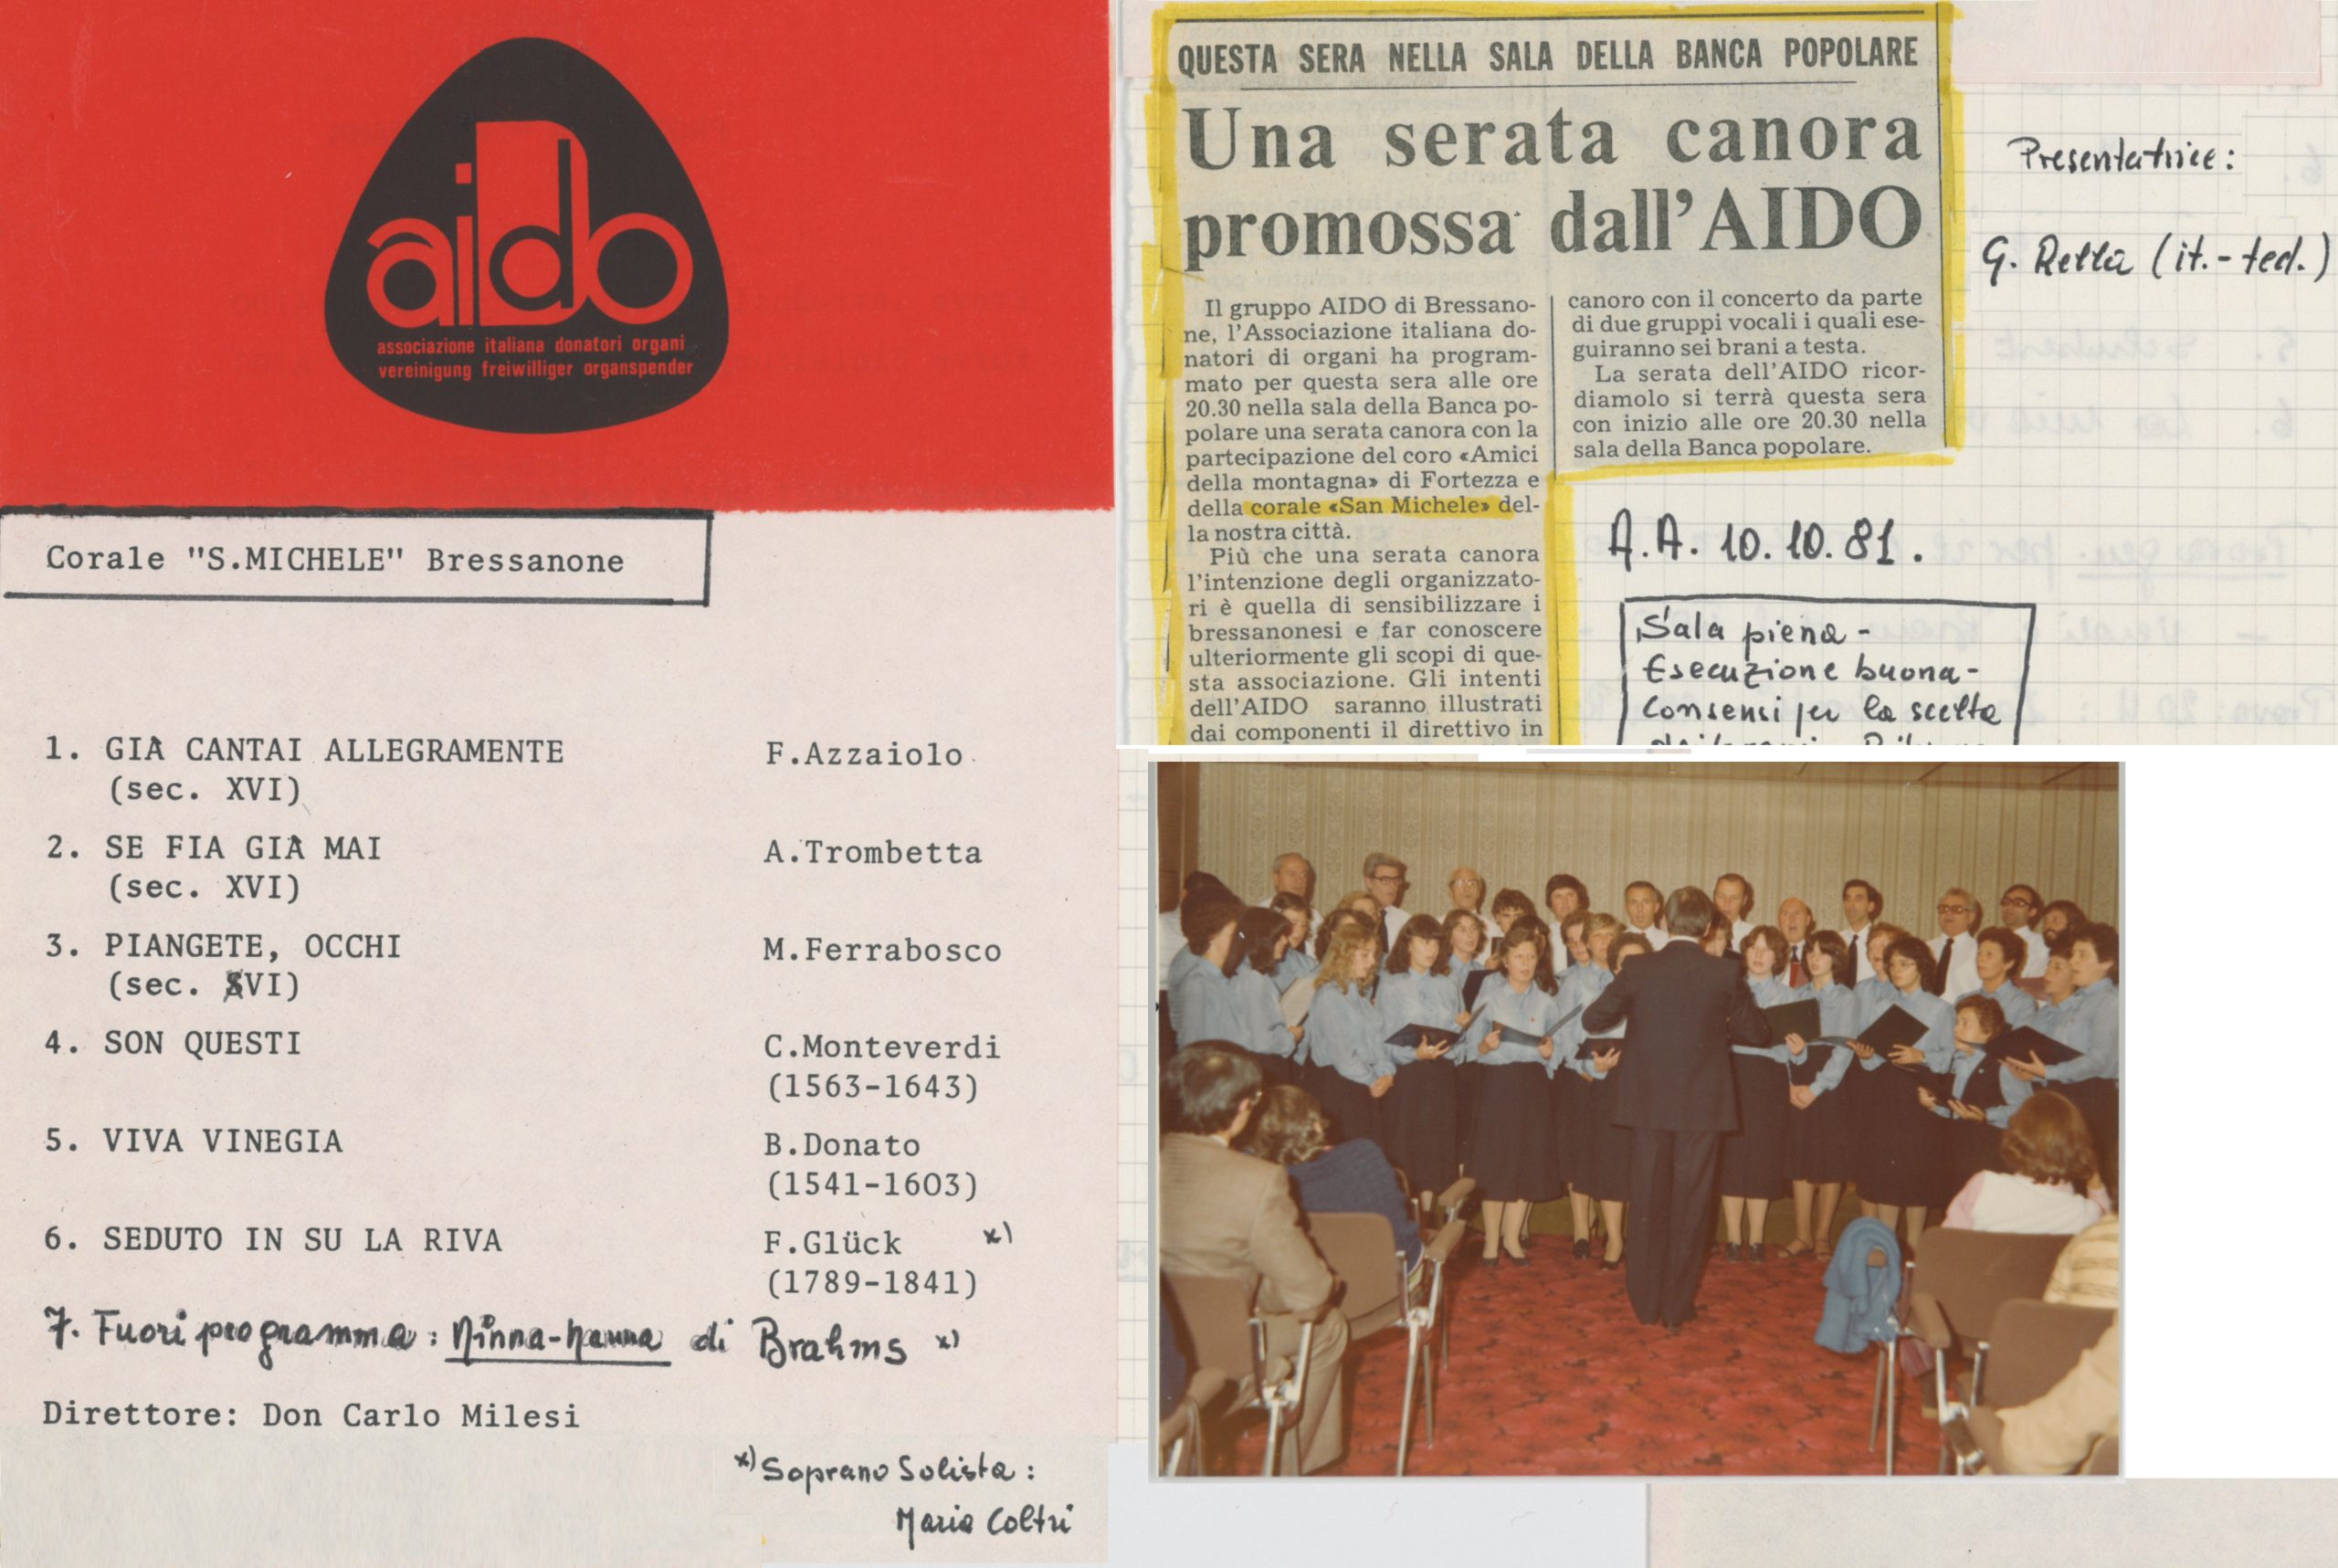 aido
associazione italiana donatori organi
vereinigung freiwilliger organspender
Corale "S.MICHELE" Bressanone
1. GIÀ CANTAI ALLEGRAMENTE F.Azzaiolo
(sec. XVI)
2. SE FIA GIÀ MAI A.Trombetta
(sec. XVI)
3. PIANGETE, OCCHI M.Ferrabosco
(sec. XVI)
4. SON QUESTI C.Monteverdi
(1563-1643)
5. VIVA VINEGIA B.Donato
(1541-1603)
6. SEDUTO IN SU LA RIVA F.Glück x)
(1789-1841)
7. Fuori programma: Ninna-nanna di Brahms x)
Direttore: Don Carlo Milesi
x) Soprano Solista:
Maria Coltri
QUESTA SERA NELLA SALA DELLA BANCA POPOLARE
Una serata canora
promossa dall'AIDO
Il gruppo AIDO di Bressano-
ne, l'Associazione italiana do-
natori di organi ha program-
mato per questa sera alle ore
20.30 nella sala della Banca po-
polare una serata canora con la
partecipazione del coro «Amici
della montagna» di Fortezza e
della corale «San Michele» del-
la nostra città.
Più che una serata canora
l'intenzione degli organizzato-
ri è quella di sensibilizzare i
bressanonesi e far conoscere
ulteriormente gli scopi di que-
sta associazione. Gli intenti
dell'AIDO saranno illustrati
dai componenti il direttivo in
canoro con il concerto da parte
di due gruppi vocali i quali ese-
guiranno sei brani a testa.
La serata dell'AIDO ricor-
diamolo si terrà questa sera
con inizio alle ore 20.30 nella
sala della Banca popolare.
Presentatrice:
G. Rella (it.-ted.)
A.A. 10.10.81.
Sala piena -
Esecuzione buona -
Consensi per la scelta